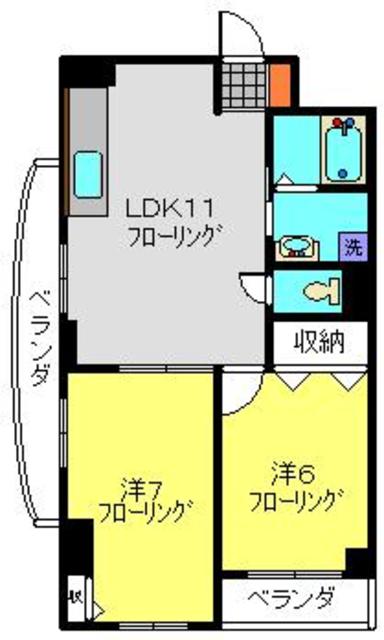 LDK11
フローリング
洗
ベランダ
収納
洋7
フローリング
洋6
フローリング
収
ベランダ